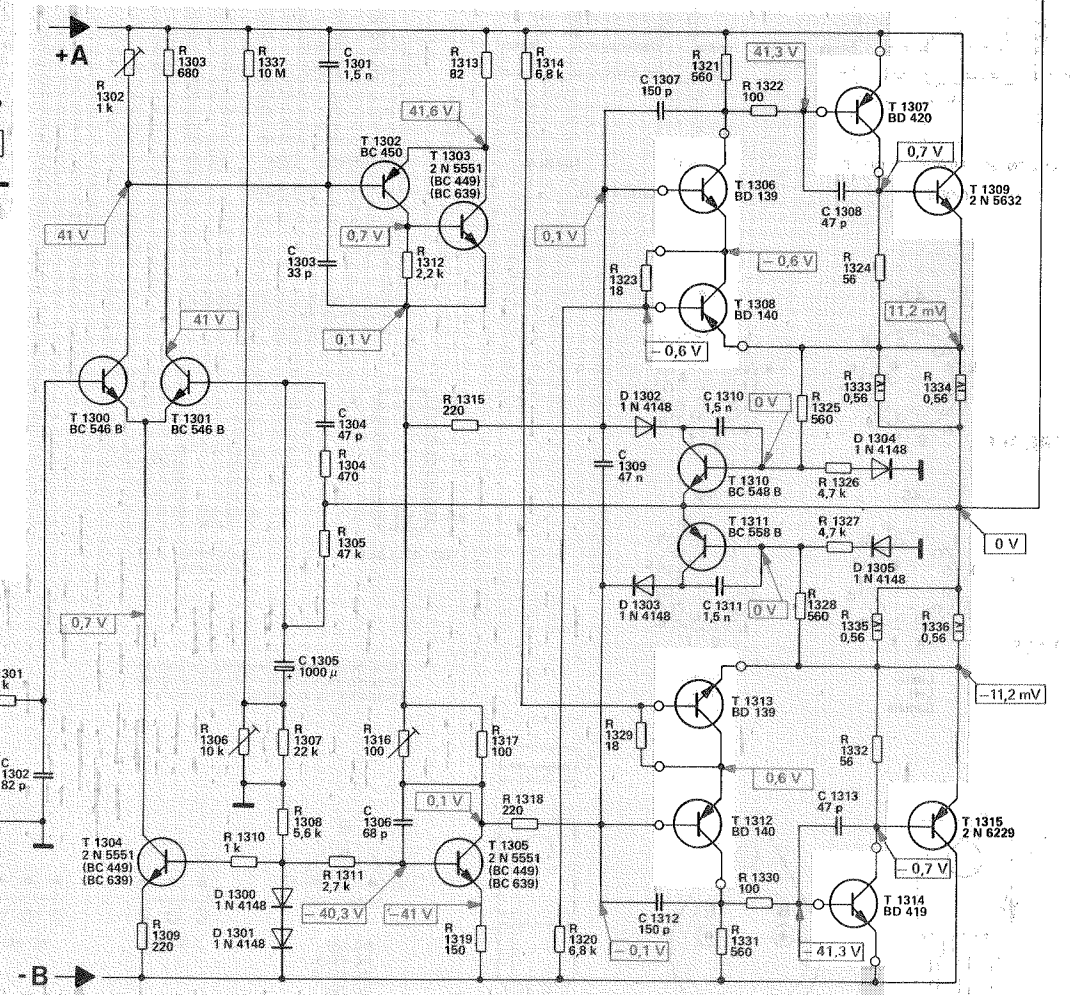 +A
R
1302
1 k
R
1303
680
R
1337
10 M
C
1301
1,5 n
R
1313
82
R
1314
6,8 k
R
1321
560
41,3 V
C 1307
150 p
R 1322
100
T 1307
BD 420
41,6 V
T 1302
BC 450
T 1303
2 N 5551
(BC 449)
(BC 639)
0,7 V
T 1306
BD 139
T 1309
2 N 5632
C 1308
47 p
41 V
0,7 V
0,1 V
C
1303
33 p
R
1312
2,2 k
R
1323
18
– 0,6 V
R
1324
56
T 1308
BD 140
11,2 mV
41 V
0,1 V
– 0,6 V
R
1333
0,56
R
1334
0,56
T 1300
BC 546 B
T 1301
BC 546 B
C
1304
47 p
R
1304
470
R 1315
220
D 1302
1 N 4148
C 1310
1,5 n
0 V
R
1325
560
D 1304
1 N 4148
C
1309
47 n
T 1310
BC 548 B
R 1326
4,7 k
R
1305
47 k
T 1311
BC 558 B
R 1327
4,7 k
0 V
D 1305
1 N 4148
D 1303
1 N 4148
C 1311
1,5 n
0 V
R
1328
560
R
1335
0,56
R
1336
0,56
0,7 V
C 1305
1000 µ
+
301
k
T 1313
BD 139
–11,2 mV
R
1306
10 k
R
1307
22 k
R
1316
100
R
1317
100
R
1329
18
R
1332
56
0,6 V
C
1302
82 p
R
1308
5,6 k
C
1306
68 p
0,1 V
R 1318
220
T 1312
BD 140
C 1313
47 p
T 1315
2 N 6229
T 1304
2 N 5551
(BC 449)
(BC 639)
R 1310
1 k
R 1311
2,7 k
T 1305
2 N 5551
(BC 449)
(BC 639)
– 0,7 V
D 1300
1 N 4148
– 40,3 V
– 41 V
C 1312
150 p
R 1330
100
T 1314
BD 419
R
1309
220
D 1301
1 N 4148
R
1319
150
R
1320
6,8 k
– 0,1 V
R
1331
560
– 41,3 V
-B